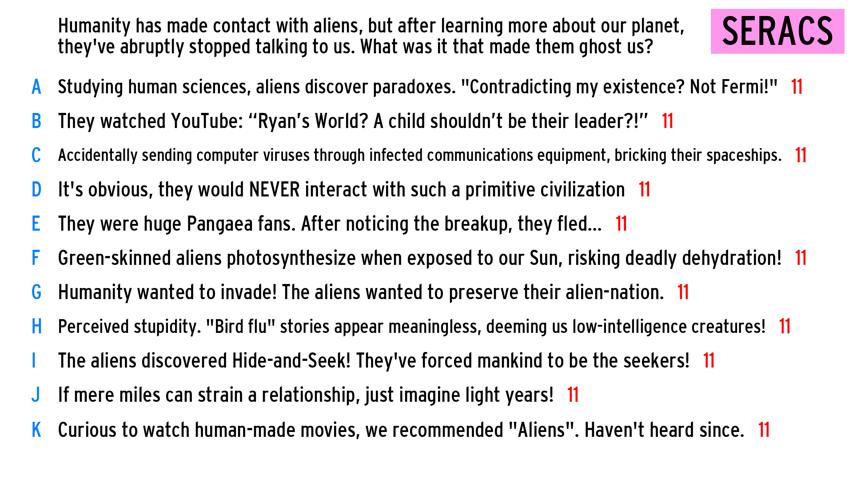 Humanity has made contact with aliens, but after learning more about our planet,
they've abruptly stopped talking to us. What was it that made them ghost us?
SERACS
A Studying human sciences, aliens discover paradoxes. "Contradicting my existence? Not Fermi!" 11
B They watched YouTube: “Ryan’s World? A child shouldn’t be their leader?!” 11
C Accidentally sending computer viruses through infected communications equipment, bricking their spaceships. 11
D It's obvious, they would NEVER interact with such a primitive civilization 11
E They were huge Pangaea fans. After noticing the breakup, they fled... 11
F Green-skinned aliens photosynthesize when exposed to our Sun, risking deadly dehydration! 11
G Humanity wanted to invade! The aliens wanted to preserve their alien-nation. 11
H Perceived stupidity. "Bird flu" stories appear meaningless, deeming us low-intelligence creatures! 11
I The aliens discovered Hide-and-Seek! They've forced mankind to be the seekers! 11
J If mere miles can strain a relationship, just imagine light years! 11
K Curious to watch human-made movies, we recommended "Aliens". Haven't heard since. 11